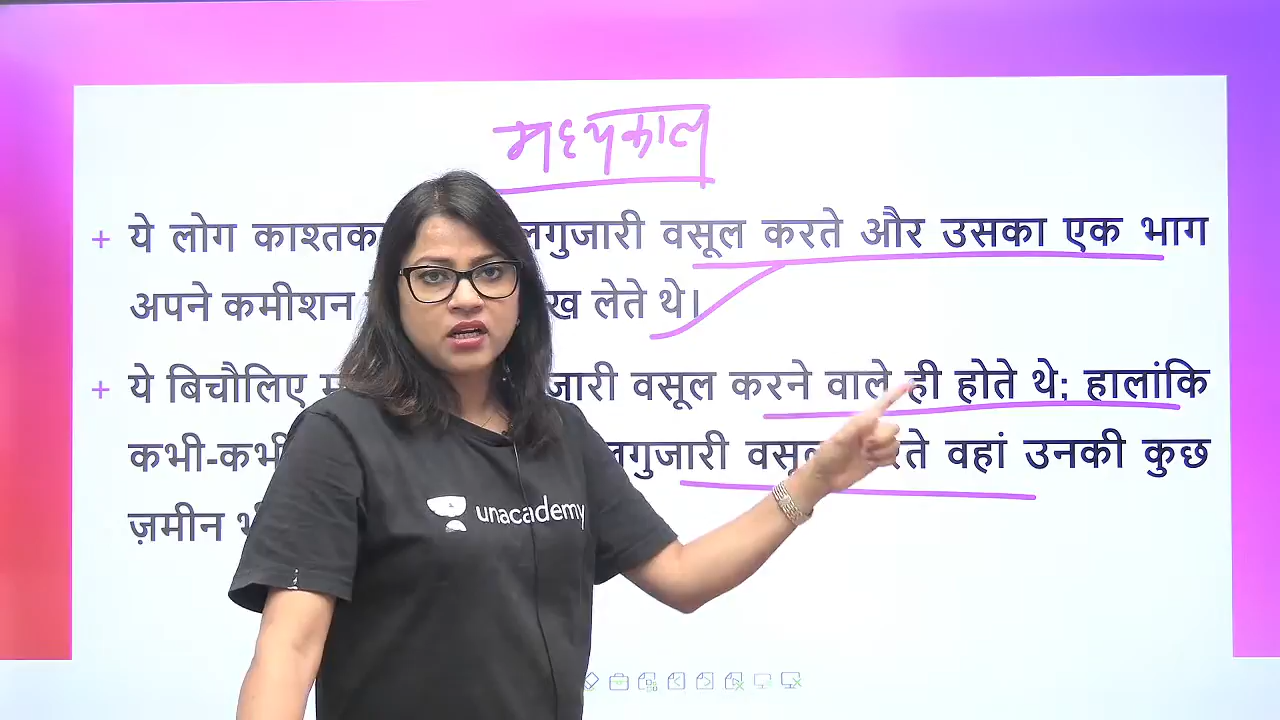 मध्यकाल
+ ये लोग काश्तक लगुजारी वसूल करते और उसका एक भाग
अपने कमीशन ख लेते थे।
+ ये बिचौलिए म जारी वसूल करने वाले ही होते थे; हालांकि
कभी-कभी लगुजारी वसू रते वहां उनकी कुछ
ज़मीन भ
unacademy